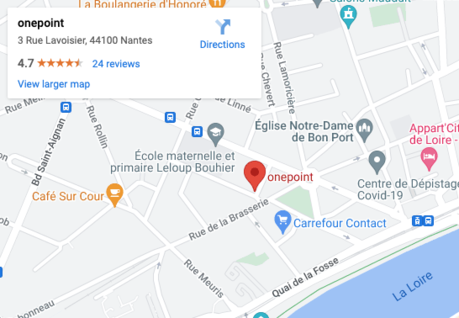 La Boulangerie d'Honoré
onepoint
3 Rue Lavoisier, 44100 Nantes
Directions
4.7
24 reviews
View larger map
Rue Lamoricière
Rue Chevert
de Linné
Rue Rollin
Bd Saint-Aignan
Église Notre-Dame
de Bon Port
Appart'Cit
de Loire -
École maternelle et
primaire Leloup Bouhier
onepoint
Centre de Dépistage
Covid-19
Café Sur Cour
Rue de la Brasserie
Carrefour Contact
Rue Meuris
Quai de la Fosse
La Loire